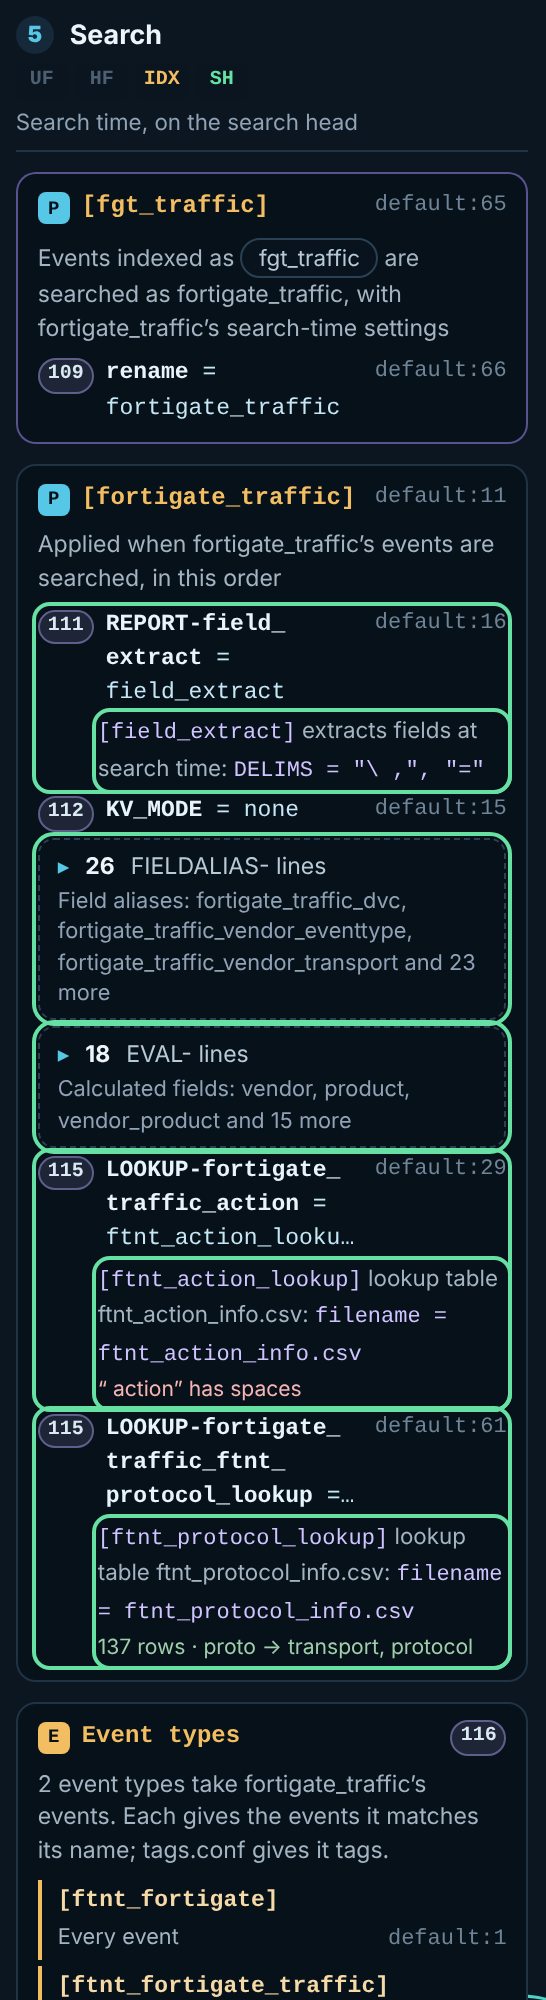 5 Search
UF HF IDX SH
Search time, on the search head
P [fgt_traffic] default:65
Events indexed as fgt_traffic are
searched as fortigate_traffic, with
fortigate_traffic’s search-time settings
109 rename = default:66
fortigate_traffic
P [fortigate_traffic] default:11
Applied when fortigate_traffic’s events are
searched, in this order
111 REPORT-field_ default:16
extract =
field_extract
[field_extract] extracts fields at
search time: DELIMS = "\ ,", "="
112 KV_MODE = none default:15
▸ 26 FIELDALIAS- lines
Field aliases: fortigate_traffic_dvc,
fortigate_traffic_vendor_eventtype,
fortigate_traffic_vendor_transport and 23
more
▸ 18 EVAL- lines
Calculated fields: vendor, product,
vendor_product and 15 more
115 LOOKUP-fortigate_ default:29
traffic_action =
ftnt_action_looku…
[ftnt_action_lookup] lookup table
ftnt_action_info.csv: filename =
ftnt_action_info.csv
“ action” has spaces
115 LOOKUP-fortigate_ default:61
traffic_ftnt_
protocol_lookup =…
[ftnt_protocol_lookup] lookup
table ftnt_protocol_info.csv: filename
= ftnt_protocol_info.csv
137 rows · proto → transport, protocol
E Event types 116
2 event types take fortigate_traffic’s
events. Each gives the events it matches
its name; tags.conf gives it tags.
[ftnt_fortigate]
Every event default:1
[ftnt_fortigate_traffic]